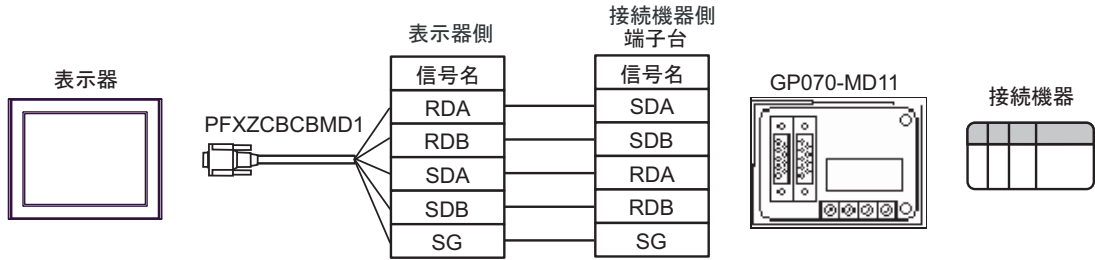 表示器
PFXZCBCBMD1
表示器側
信号名
RDA
RDB
SDA
SDB
SG
接続機器側
端子台
信号名
SDA
SDB
RDA
RDB
SG
GP070-MD11
接続機器